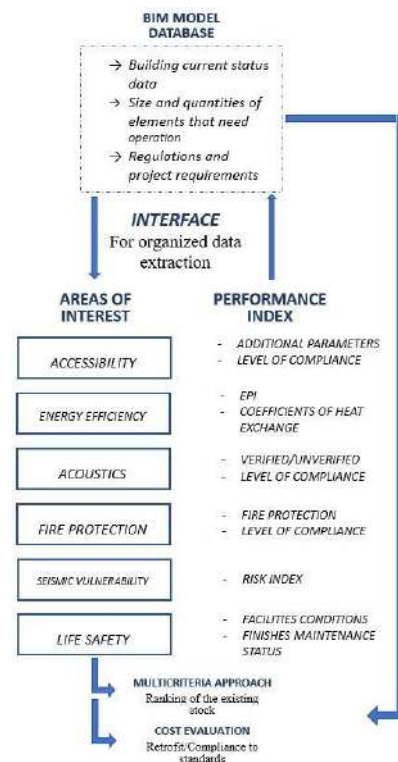 BIM MODEL
DATABASE
→ Building current status
data
→ Size and quantities of
elements that need
operation
→ Regulations and
project requirements
INTERFACE
For organized data
extraction
AREAS OF
INTEREST
PERFORMANCE
INDEX
ACCESSIBILITY
- ADDITIONAL PARAMETERS
- LEVEL OF COMPLIANCE
ENERGY EFFICIENCY
- EPI
- COEFFICIENTS OF HEAT
EXCHANGE
ACOUSTICS
- VERIFIED/UNVERIFIED
- LEVEL OF COMPLIANCE
FIRE PROTECTION
- FIRE PROTECTION
- LEVEL OF COMPLIANCE
SEISMIC VULNERABILITY
- RISK INDEX
LIFE SAFETY
- FACILITIES CONDITIONS
- FINISHES MAINTENANCE
STATUS
MULTICRITERIA APPROACH
Ranking of the existing
stock
COST EVALUATION
Retrofit/Compliance to
standards